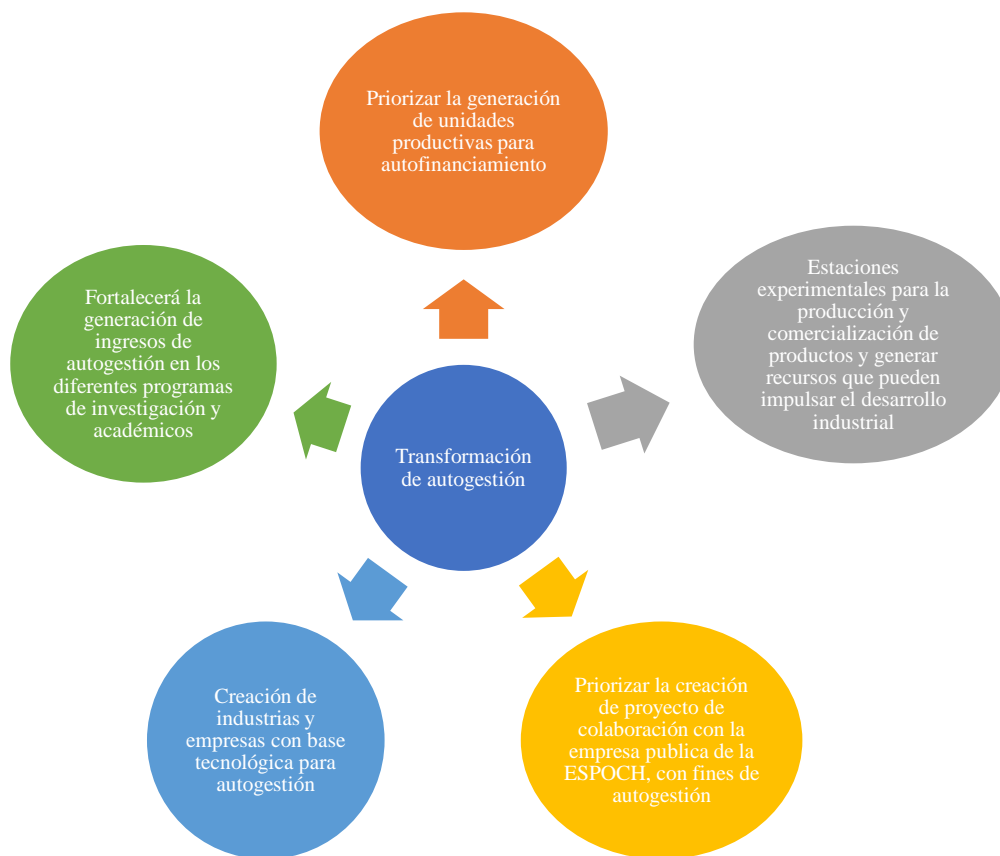 Priorizar la generación
de unidades
productivas para
autofinanciamiento
Estaciones
experimentales para la
producción y
comercialización de
productos y generar
recursos que pueden
impulsar el desarrollo
industrial
Priorizar la creación
de proyecto de
colaboración con la
empresa publica de la
ESPOCH, con fines de
autogestión
Creación de
industrias y
empresas con base
tecnológica para
autogestión
Fortalecerá la
generación de
ingresos de
autogestión en los
diferentes programas
de investigación y
académicos
Transformación
de autogestión